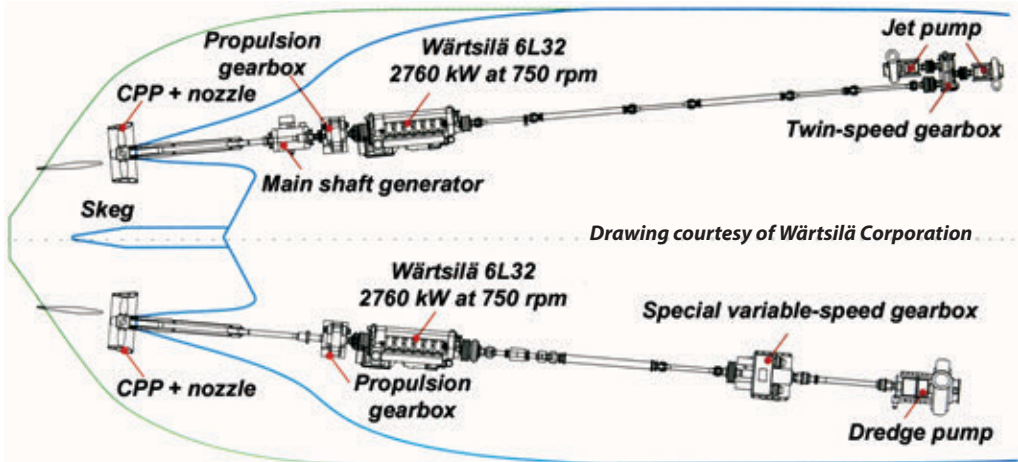 Propulsion
gearbox
Wärtsilä 6L32
2760 kW at 750 rpm
Jet pump
CPP + nozzle
Twin-speed gearbox
Main shaft generator
Skeg
Drawing courtesy of Wärtsilä Corporation
Wärtsilä 6L32
2760 kW at 750 rpm
Special variable-speed gearbox
CPP + nozzle
Propulsion
gearbox
Dredge pump